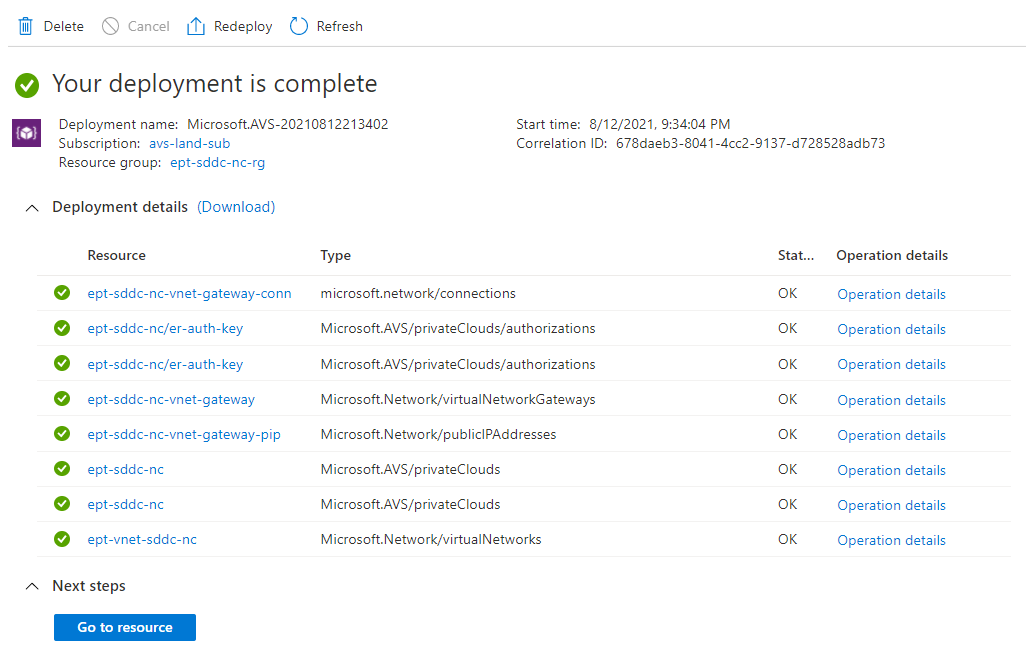 Delete Cancel Redeploy Refresh
Your deployment is complete
Deployment name: Microsoft.AVS-20210812213402 Start time: 8/12/2021, 9:34:04 PM
Subscription: avs-land-sub Correlation ID: 678daeb3-8041-4cc2-9137-d728528adb73
Resource group: ept-sddc-nc-rg
Deployment details (Download)
Resource Type Stat... Operation details
ept-sddc-nc-vnet-gateway-conn microsoft.network/connections OK Operation details
ept-sddc-nc/er-auth-key Microsoft.AVS/privateClouds/authorizations OK Operation details
ept-sddc-nc/er-auth-key Microsoft.AVS/privateClouds/authorizations OK Operation details
ept-sddc-nc-vnet-gateway Microsoft.Network/virtualNetworkGateways OK Operation details
ept-sddc-nc-vnet-gateway-pip Microsoft.Network/publicIPAddresses OK Operation details
ept-sddc-nc Microsoft.AVS/privateClouds OK Operation details
ept-sddc-nc Microsoft.AVS/privateClouds OK Operation details
ept-vnet-sddc-nc Microsoft.Network/virtualNetworks OK Operation details
Next steps
Go to resource